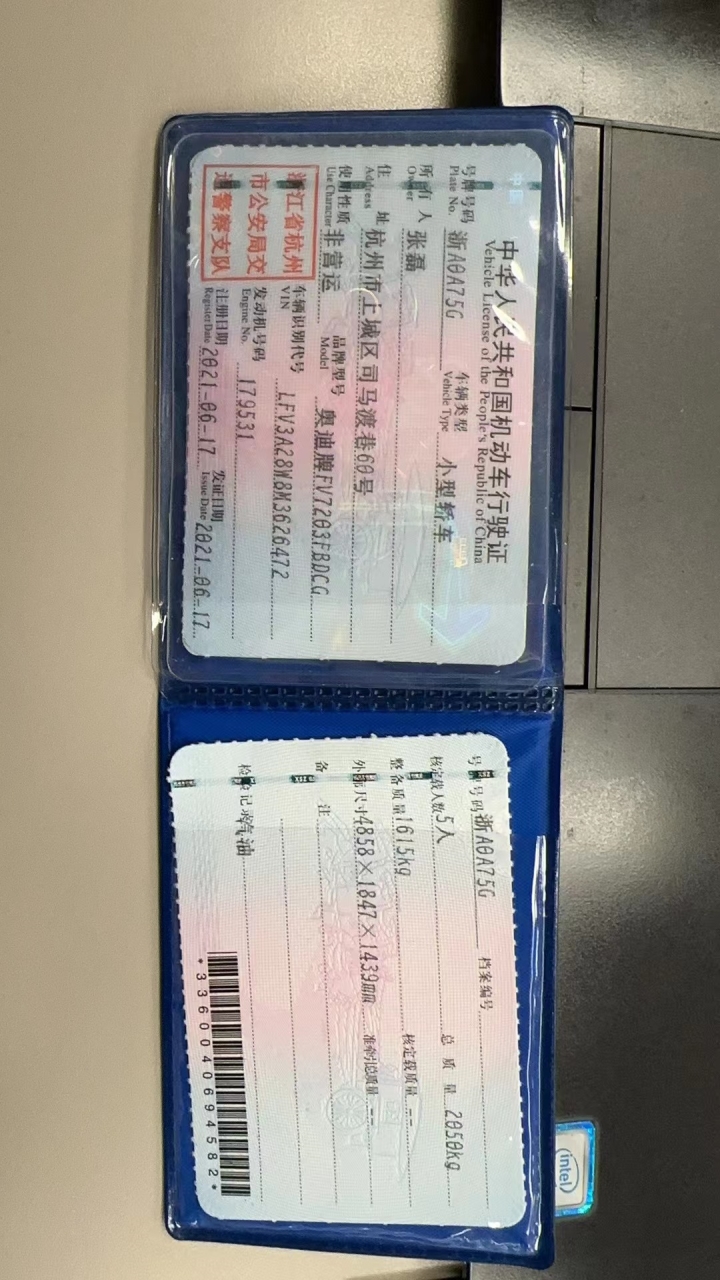 中华人民共和国机动车行驶证
Vehicle License of the People's Republic of China
号牌号码 浙A0A75G 车辆类型 小型轿车
Plate No. Vehicle Type
所有人 张磊
Owner
住址 杭州市上城区司马渡巷60号
Address
使用性质 非营运 品牌型号 奥迪牌FV7203FBDCG
Use Character Model
浙江省杭州
市公安局交
通警察支队
车辆识别代号 LFV3A28W8M3626472
VIN
发动机号码 179531
Engine No.
注册日期 2021-06-17 发证日期 2021-06-17
Register Date Issue Date
号牌号码 浙A0A75G 档案编号
核定载人数 5人 总质量 2050kg
整备质量 1615kg 核定载质量 --
外廓尺寸 4858×1847×1439mm 准牵引总质量 --
备注
检验记录 汽油
*3360040694582*
intel